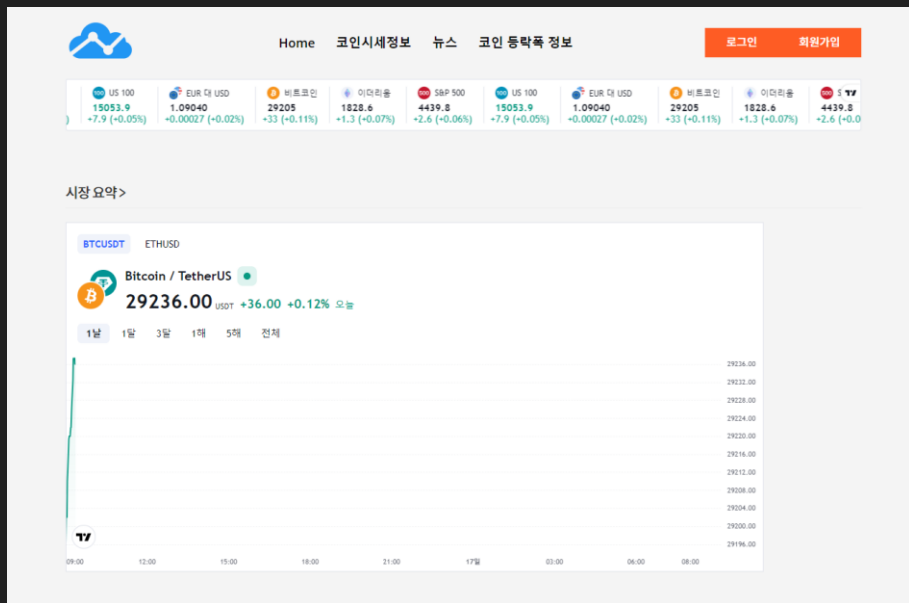 Home 코인시세정보 뉴스 코인 등락폭 정보 로그인 회원가입
US 100 EUR 대 USD 비트코인 이더리움 S&P 500 US 100 EUR 대 USD 비트코인 이더리움 S
15053.9 1.09040 29205 1828.6 4439.8 15053.9 1.09040 29205 1828.6 4439.8
) +7.9 (+0.05%) +0.00027 (+0.02%) +33 (+0.11%) +1.3 (+0.07%) +2.6 (+0.06%) +7.9 (+0.05%) +0.00027 (+0.02%) +33 (+0.11%) +1.3 (+0.07%) +2.6 (+0.0
시장 요약>
BTCUSDT ETHUSD
Bitcoin / TetherUS
29236.00 USDT +36.00 +0.12% 오늘
1날 1달 3달 1해 5해 전체
29236.00
29232.00
29228.00
29224.00
29220.00
29216.00
29212.00
29208.00
29204.00
29200.00
29196.00
09:00 12:00 15:00 18:00 21:00 17일 03:00 06:00 08:00